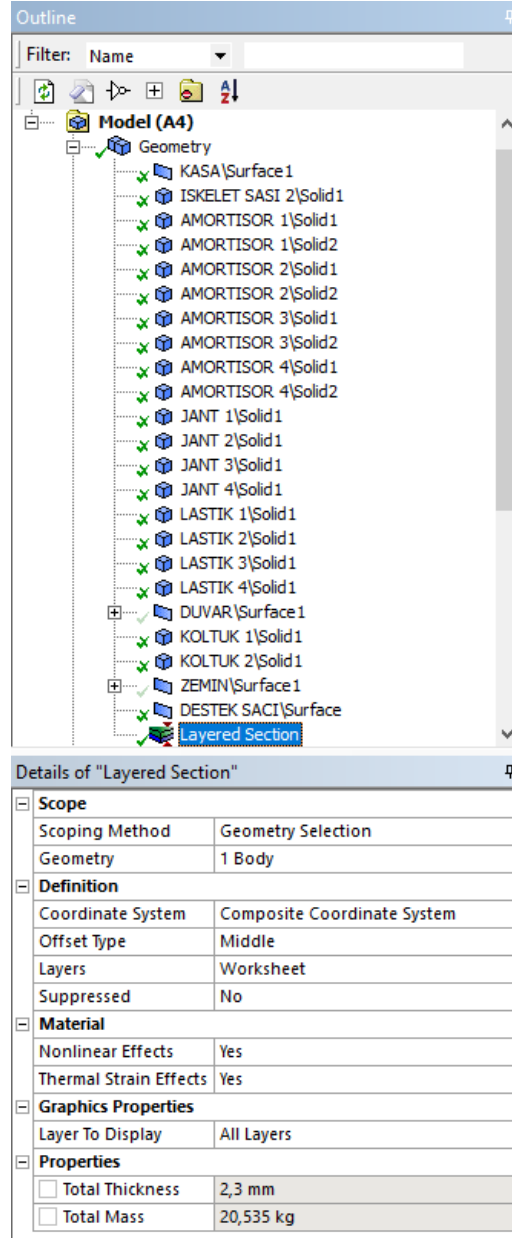 Outline
Filter: Name
Model (A4)
Geometry
KASA\Surface1
ISKELET SASI 2\Solid1
AMORTISOR 1\Solid1
AMORTISOR 1\Solid2
AMORTISOR 2\Solid1
AMORTISOR 2\Solid2
AMORTISOR 3\Solid1
AMORTISOR 3\Solid2
AMORTISOR 4\Solid1
AMORTISOR 4\Solid2
JANT 1\Solid1
JANT 2\Solid1
JANT 3\Solid1
JANT 4\Solid1
LASTIK 1\Solid1
LASTIK 2\Solid1
LASTIK 3\Solid1
LASTIK 4\Solid1
DUVAR\Surface1
KOLTUK 1\Solid1
KOLTUK 2\Solid1
ZEMIN\Surface1
DESTEK SACI\Surface
Layered Section
Details of "Layered Section"
Scope
Scoping Method Geometry Selection
Geometry 1 Body
Definition
Coordinate System Composite Coordinate System
Offset Type Middle
Layers Worksheet
Suppressed No
Material
Nonlinear Effects Yes
Thermal Strain Effects Yes
Graphics Properties
Layer To Display All Layers
Properties
Total Thickness 2,3 mm
Total Mass 20,535 kg